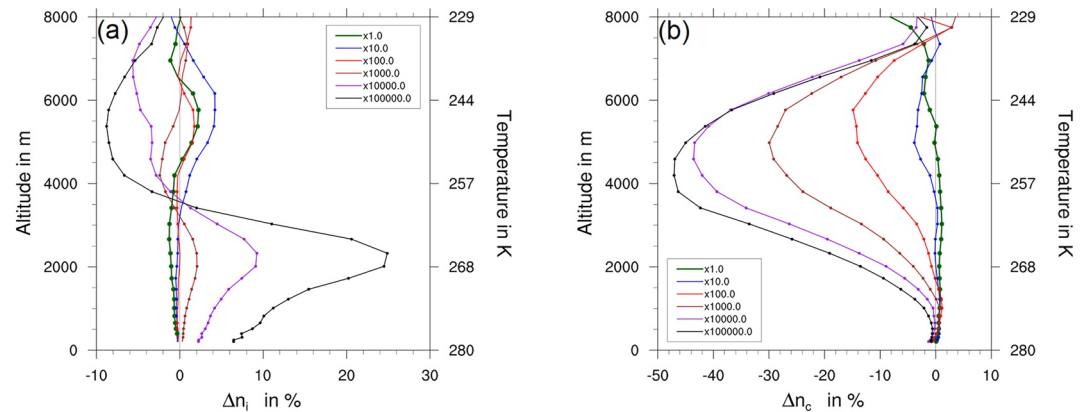 (a)
8000
6000
4000
2000
0
Altitude in m
-10 0 10 20 30
Δnᵢ in %
229
244
257
268
280
Temperature in K
x1.0
x10.0
x100.0
x1000.0
x10000.0
x100000.0
(b)
8000
6000
4000
2000
0
Altitude in m
-50 -40 -30 -20 -10 0 10
Δn꜀ in %
229
244
257
268
280
Temperature in K
x1.0
x10.0
x100.0
x1000.0
x10000.0
x100000.0